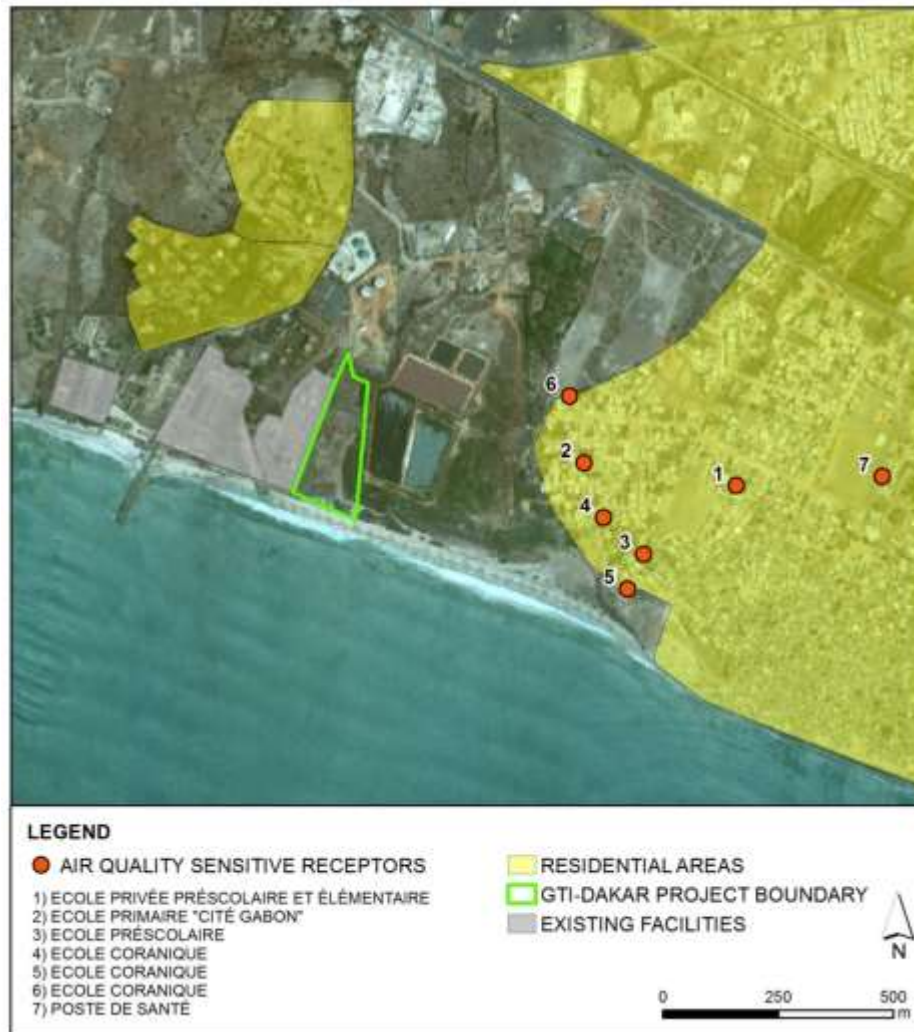 6
2
1
7
4
3
5
LEGEND
AIR QUALITY SENSITIVE RECEPTORS
1) ECOLE PRIVÉE PRÉSCOLAIRE ET ÉLÉMENTAIRE
2) ECOLE PRIMAIRE "CITÉ GABON"
3) ECOLE PRÉSCOLAIRE
4) ECOLE CORANIQUE
5) ECOLE CORANIQUE
6) ECOLE CORANIQUE
7) POSTE DE SANTÉ
RESIDENTIAL AREAS
GTI-DAKAR PROJECT BOUNDARY
EXISTING FACILITIES
N
0 250 500
m